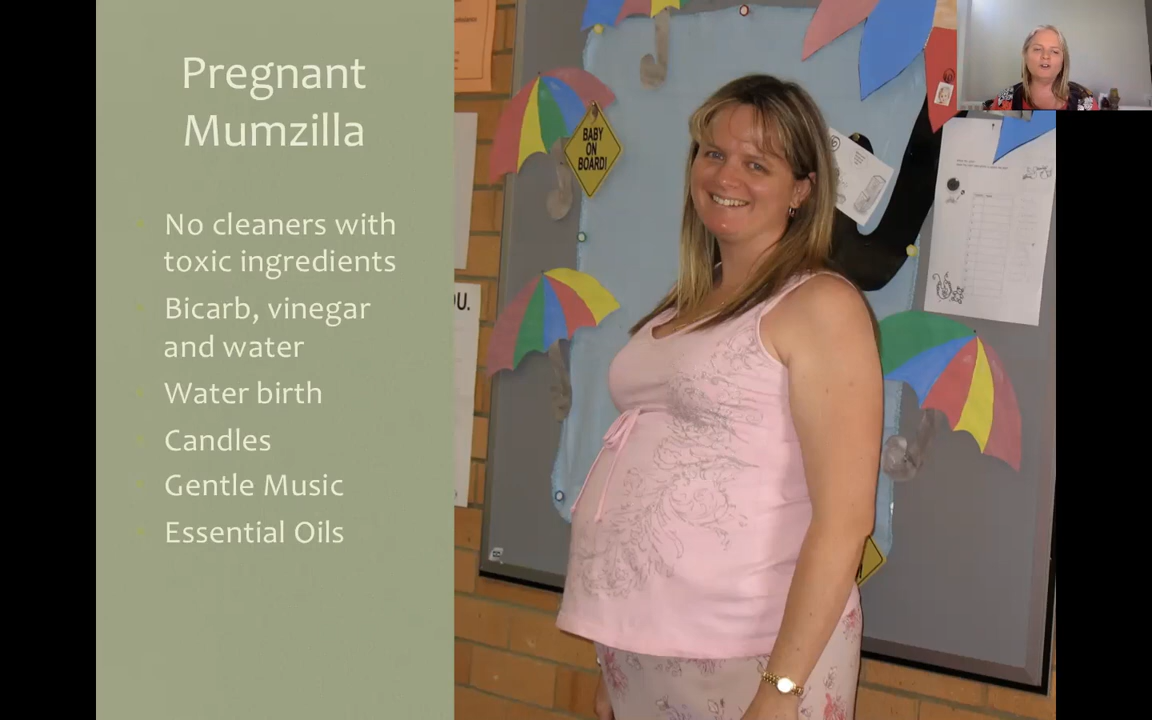 Pregnant
Mumzilla
No cleaners with
toxic ingredients
Bicarb, vinegar
and water
Water birth
Candles
Gentle Music
Essential Oils
BABY
ON
BOARD!
OU.